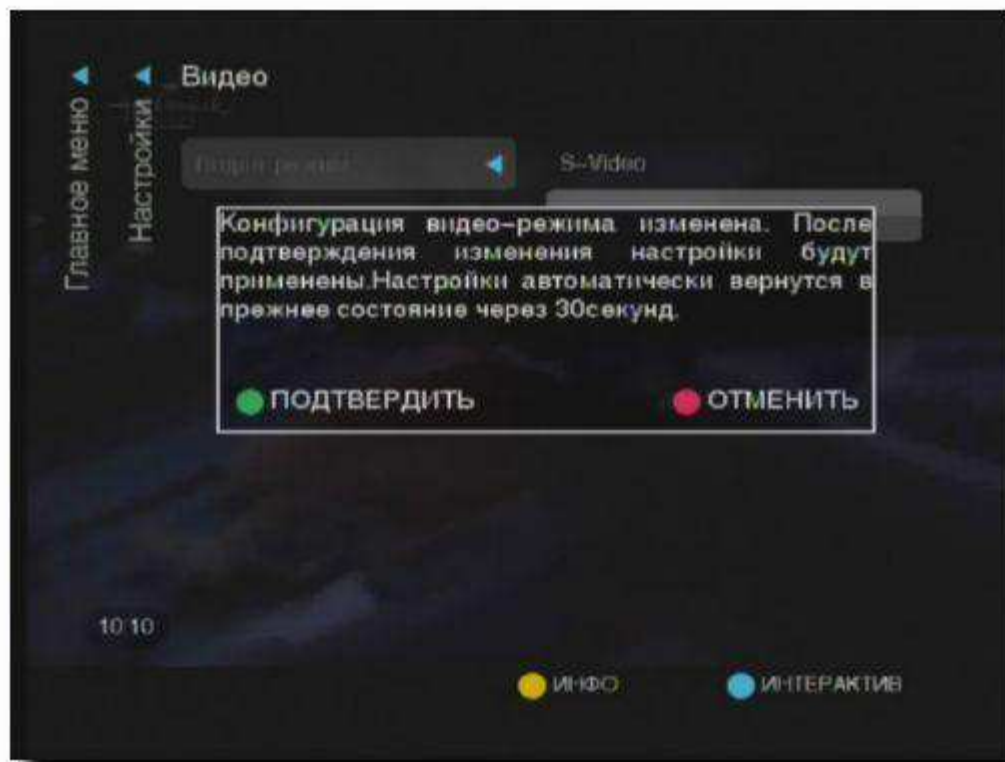 Главное меню
Настройки
Видео
S-Video
Конфигурация видео-режима изменена. После
подтверждения изменения настройки будут
применены.Настройки автоматически вернутся в
прежнее состояние через 30секунд.
ПОДТВЕРДИТЬ
ОТМЕНИТЬ
10:10
ИНФО
ИНТЕРАКТИВ